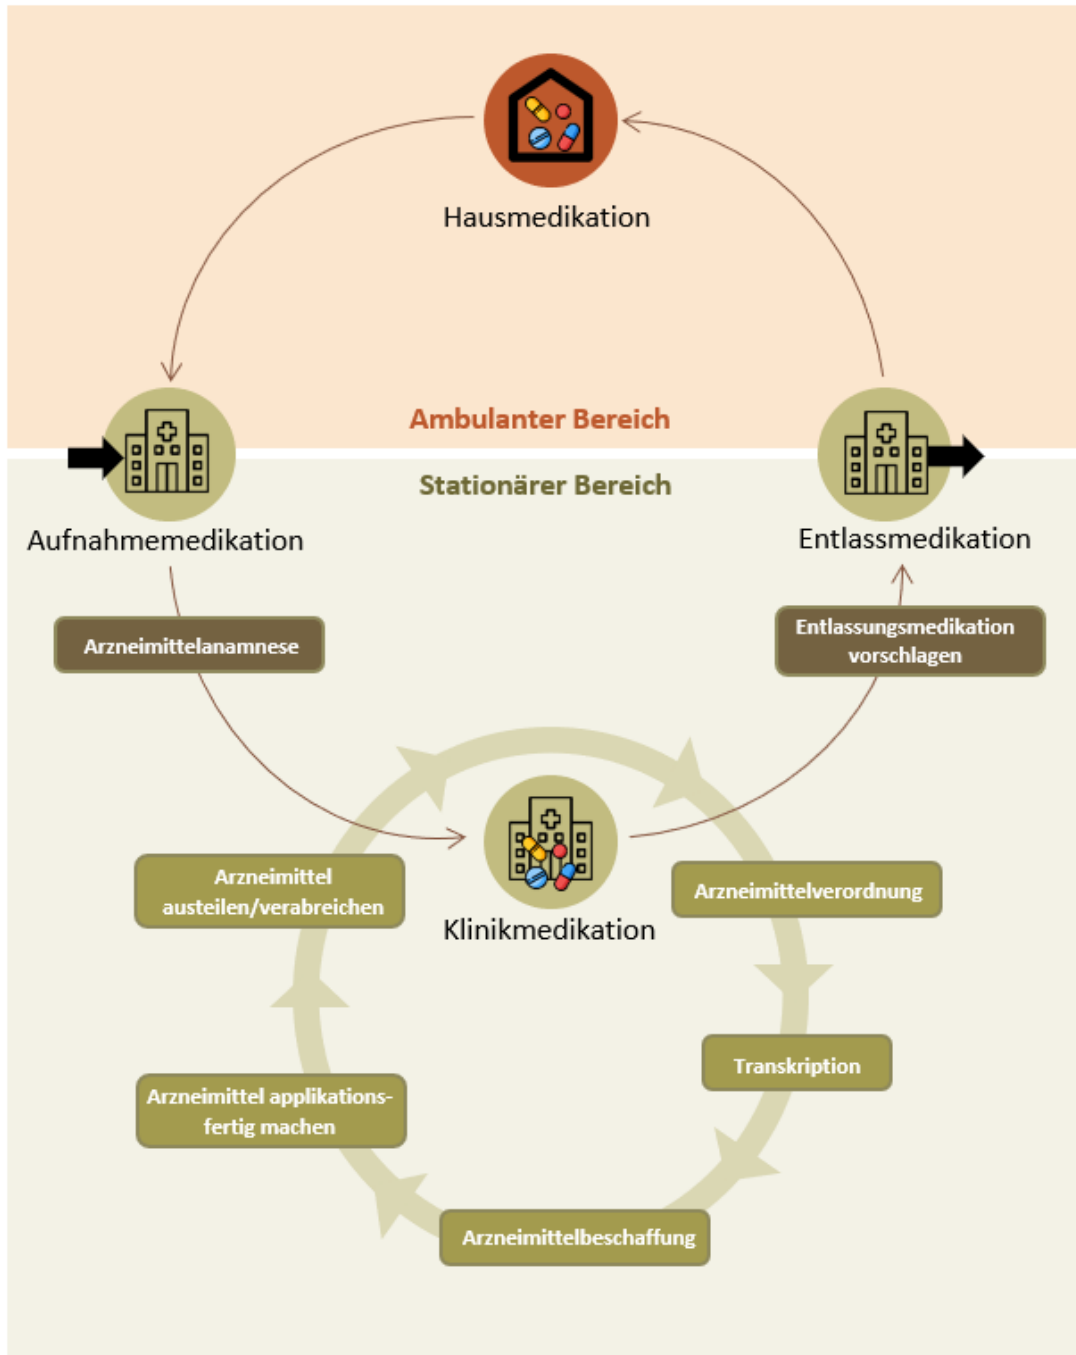 Hausmedikation
Ambulanter Bereich
Stationärer Bereich
Aufnahmemedikation
Entlassmedikation
Arzneimittelanamnese
Entlassungsmedikation
vorschlagen
Arzneimittel
austeilen/verabreichen
Klinikmedikation
Arzneimittelverordnung
Transkription
Arzneimittel applikations-
fertig machen
Arzneimittelbeschaffung